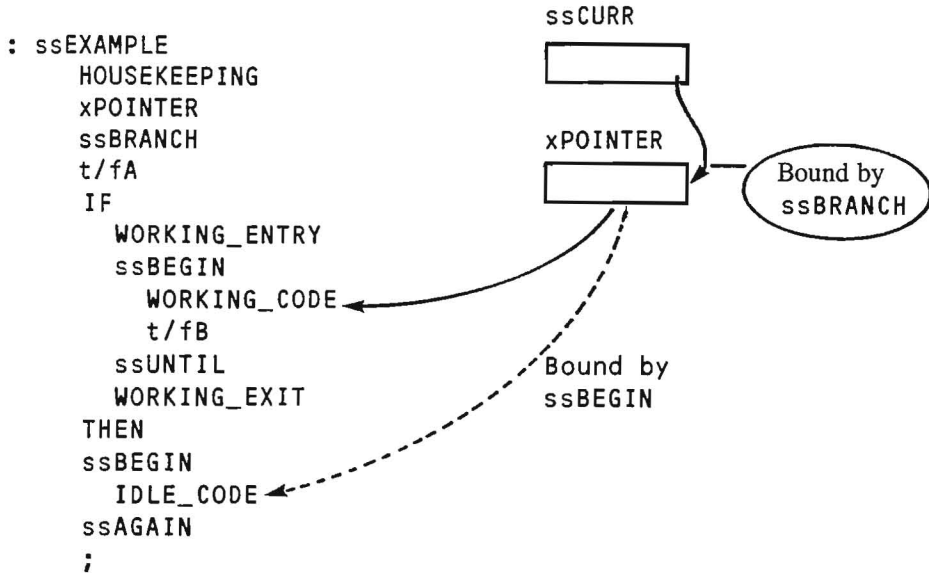 : ssEXAMPLE
HOUSEKEEPING
xPOINTER
ssBRANCH
t/fA
IF
WORKING_ENTRY
ssBEGIN
WORKING_CODE
t/fB
ssUNTIL
WORKING_EXIT
THEN
ssBEGIN
IDLE_CODE
ssAGAIN
;
ssCURR
xPOINTER
Bound by
ssBRANCH
Bound by
ssBEGIN